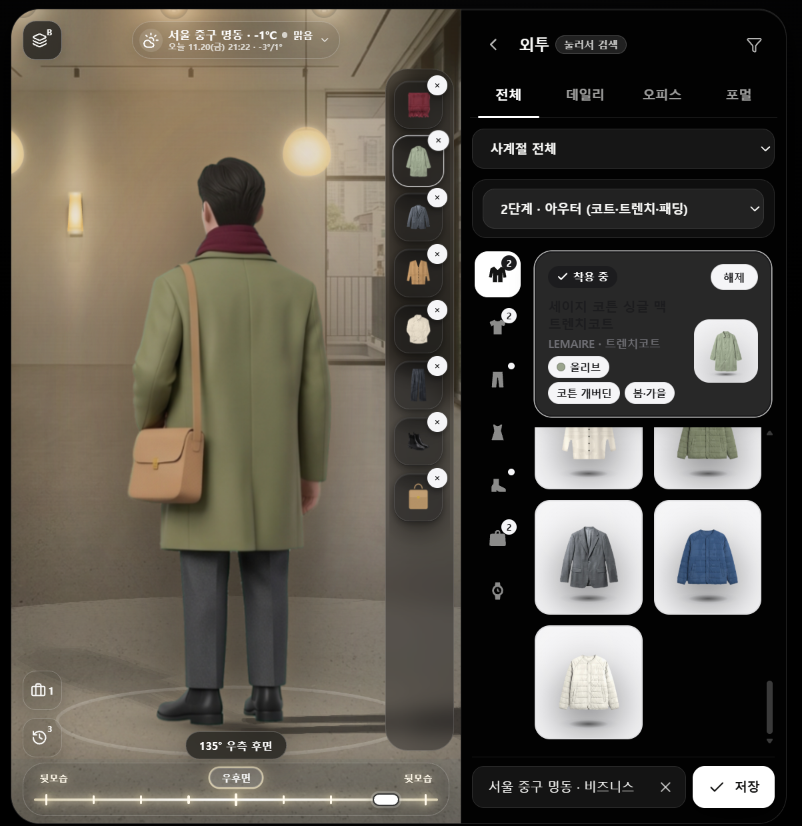 B
서울 중구 명동 · -1°C 맑음
오늘 11.20(금) 21:22 · -3°/1°
1
3
135° 우측 후면
뒷모습
우후면
뒷모습
외투
눌러서 검색
전체
데일리
오피스
포멀
사계절 전체
2단계 · 아우터 (코트·트렌치·패딩)
2
2
2
착용 중
해제
세이지 코튼 싱글 백
트렌치코트
LEMAIRE · 트렌치코트
올리브
코튼 개버딘
봄·가을
서울 중구 명동 · 비즈니스
저장